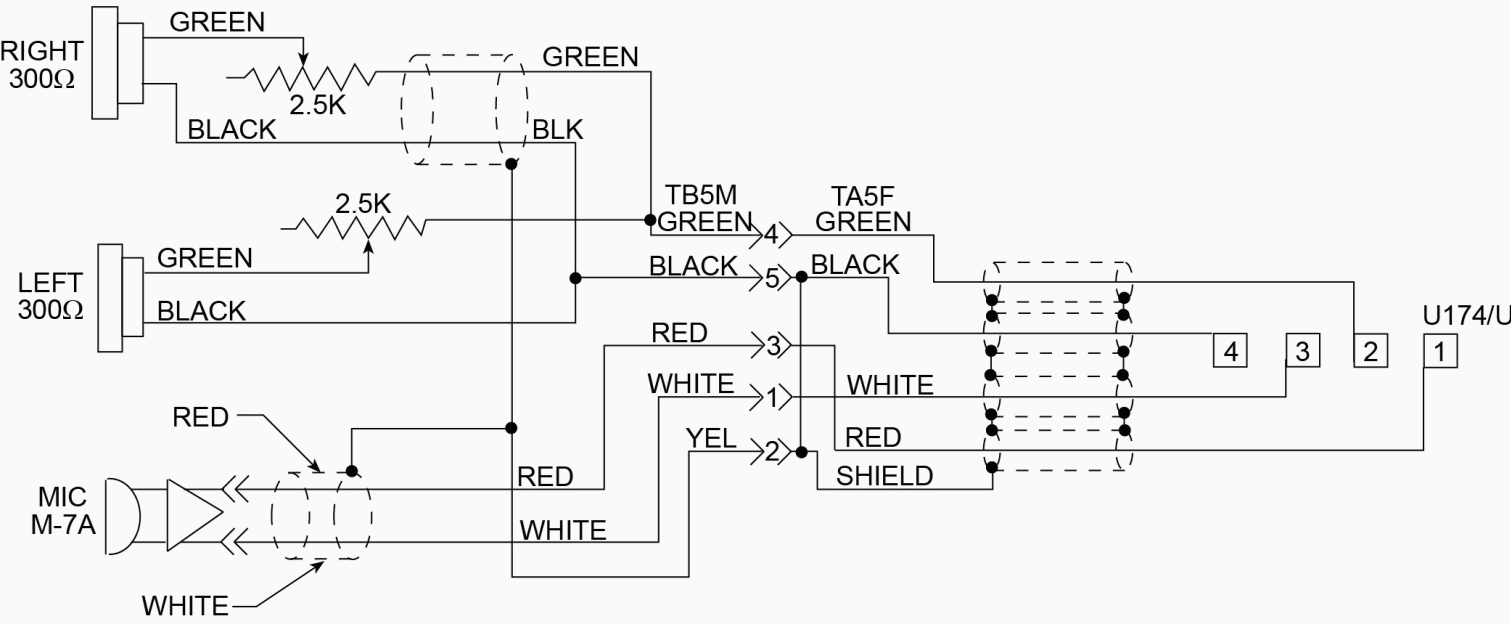 GREEN
RIGHT
300Ω
GREEN
2.5K
BLACK
BLK
2.5K
TB5M
TA5F
GREEN
4
GREEN
GREEN
LEFT
300Ω
BLACK
5
BLACK
BLACK
U174/U
RED
3
4
3
2
1
WHITE
1
WHITE
RED
YEL
2
RED
SHIELD
RED
MIC
M-7A
WHITE
WHITE